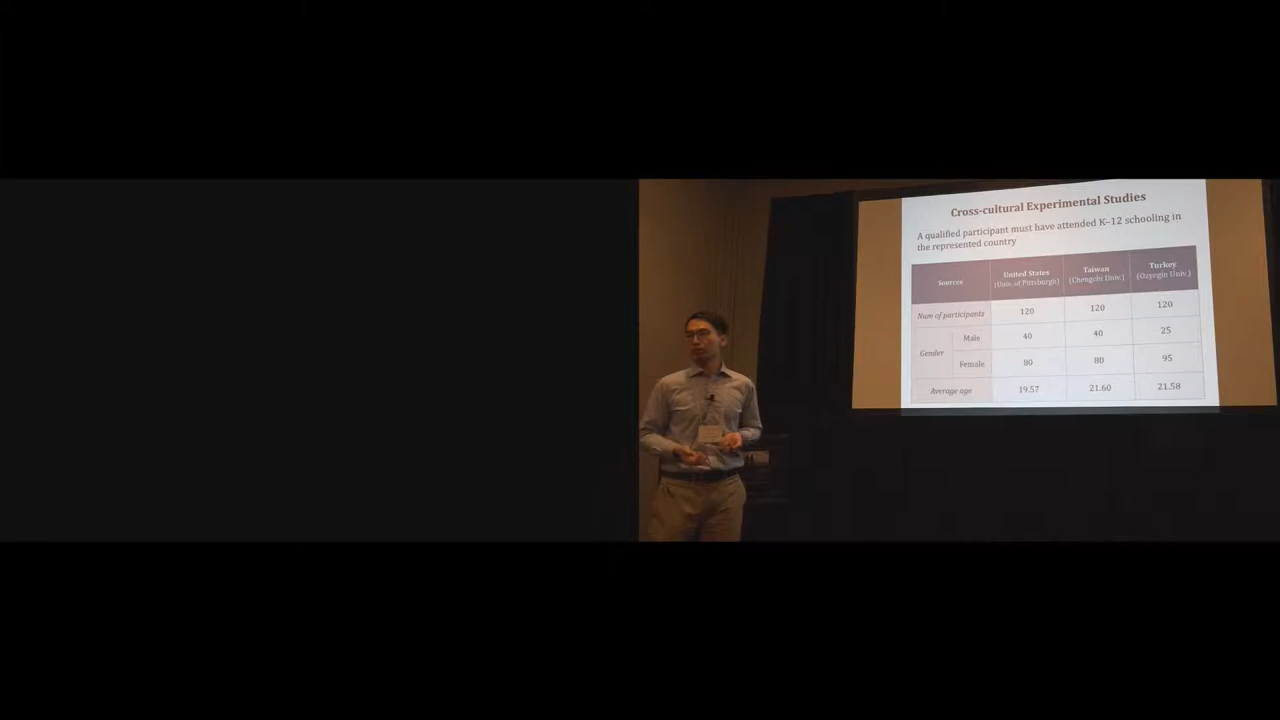 Cross-cultural Experimental Studies
A qualified participant must have attended K–12 schooling in
the represented country
Sources United States Taiwan Turkey
(Univ. of Pittsburgh) (Chengchi Univ.) (Ozyegin Univ.)
Num of participants 120 120 120
Gender
Male 40 40 25
Female 80 80 95
Average age 19.57 21.60 21.58